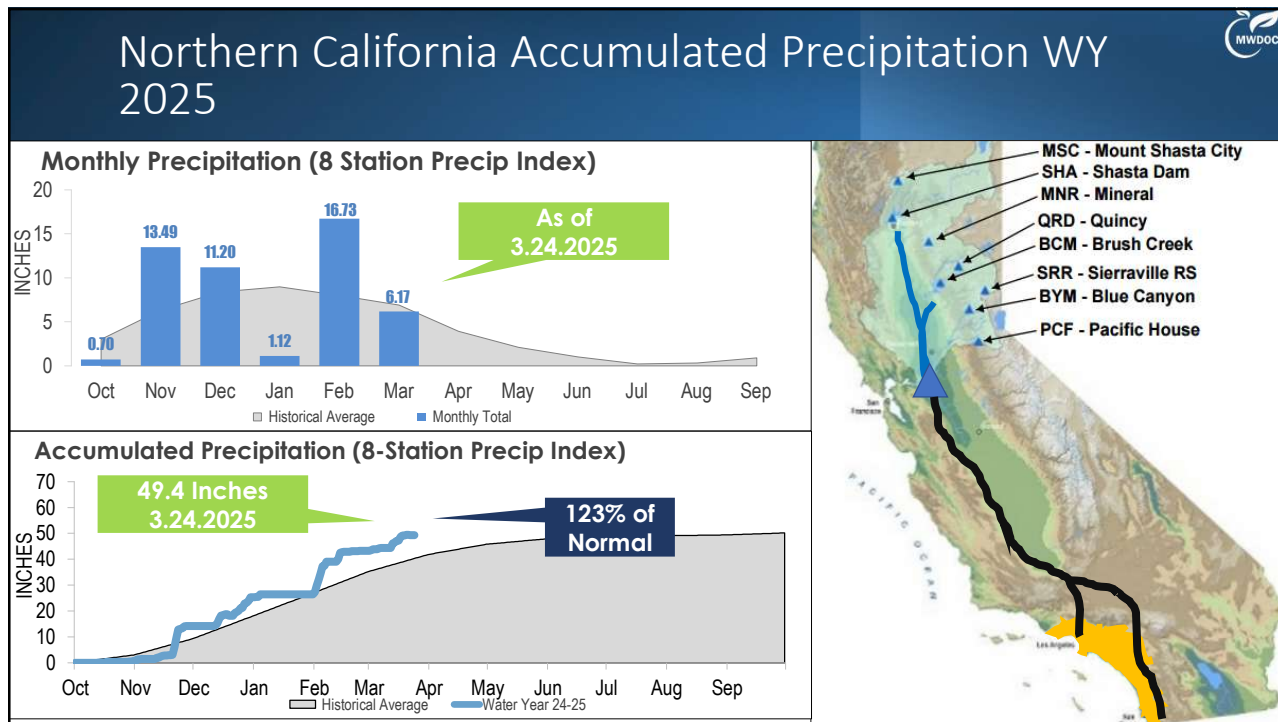 Northern California Accumulated Precipitation WY
2025
MWDOC
Monthly Precipitation (8 Station Precip Index)
INCHES
20
15
10
5
0
0.70
13.49
11.20
1.12
16.73
6.17
As of
3.24.2025
Oct Nov Dec Jan Feb Mar Apr May Jun Jul Aug Sep
Historical Average Monthly Total
Accumulated Precipitation (8-Station Precip Index)
INCHES
70
60
50
40
30
20
10
0
49.4 Inches
3.24.2025
123% of
Normal
Oct Nov Dec Jan Feb Mar Apr May Jun Jul Aug Sep
Historical Average Water Year 24-25
MSC - Mount Shasta City
SHA - Shasta Dam
MNR - Mineral
QRD - Quincy
BCM - Brush Creek
SRR - Sierraville RS
BYM - Blue Canyon
PCF - Pacific House
San
Francisco
PACIFIC OCEAN
Los Angeles
San